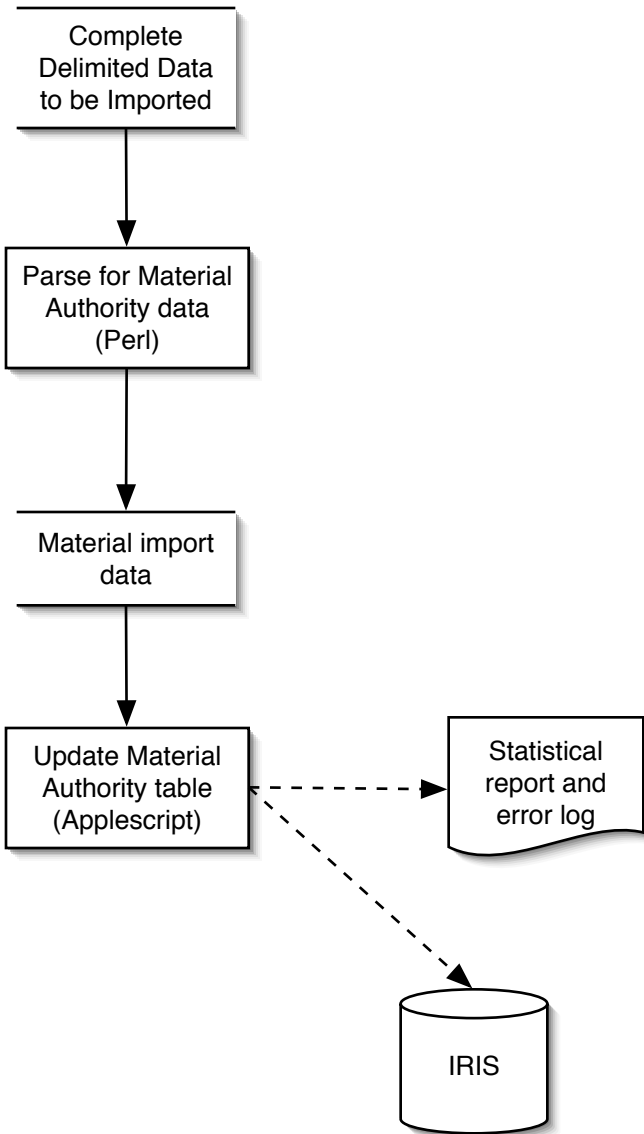 Complete
Delimited Data
to be Imported
Parse for Material
Authority data
(Perl)
Material import
data
Update Material
Authority table
(Applescript)
Statistical
report and
error log
IRIS